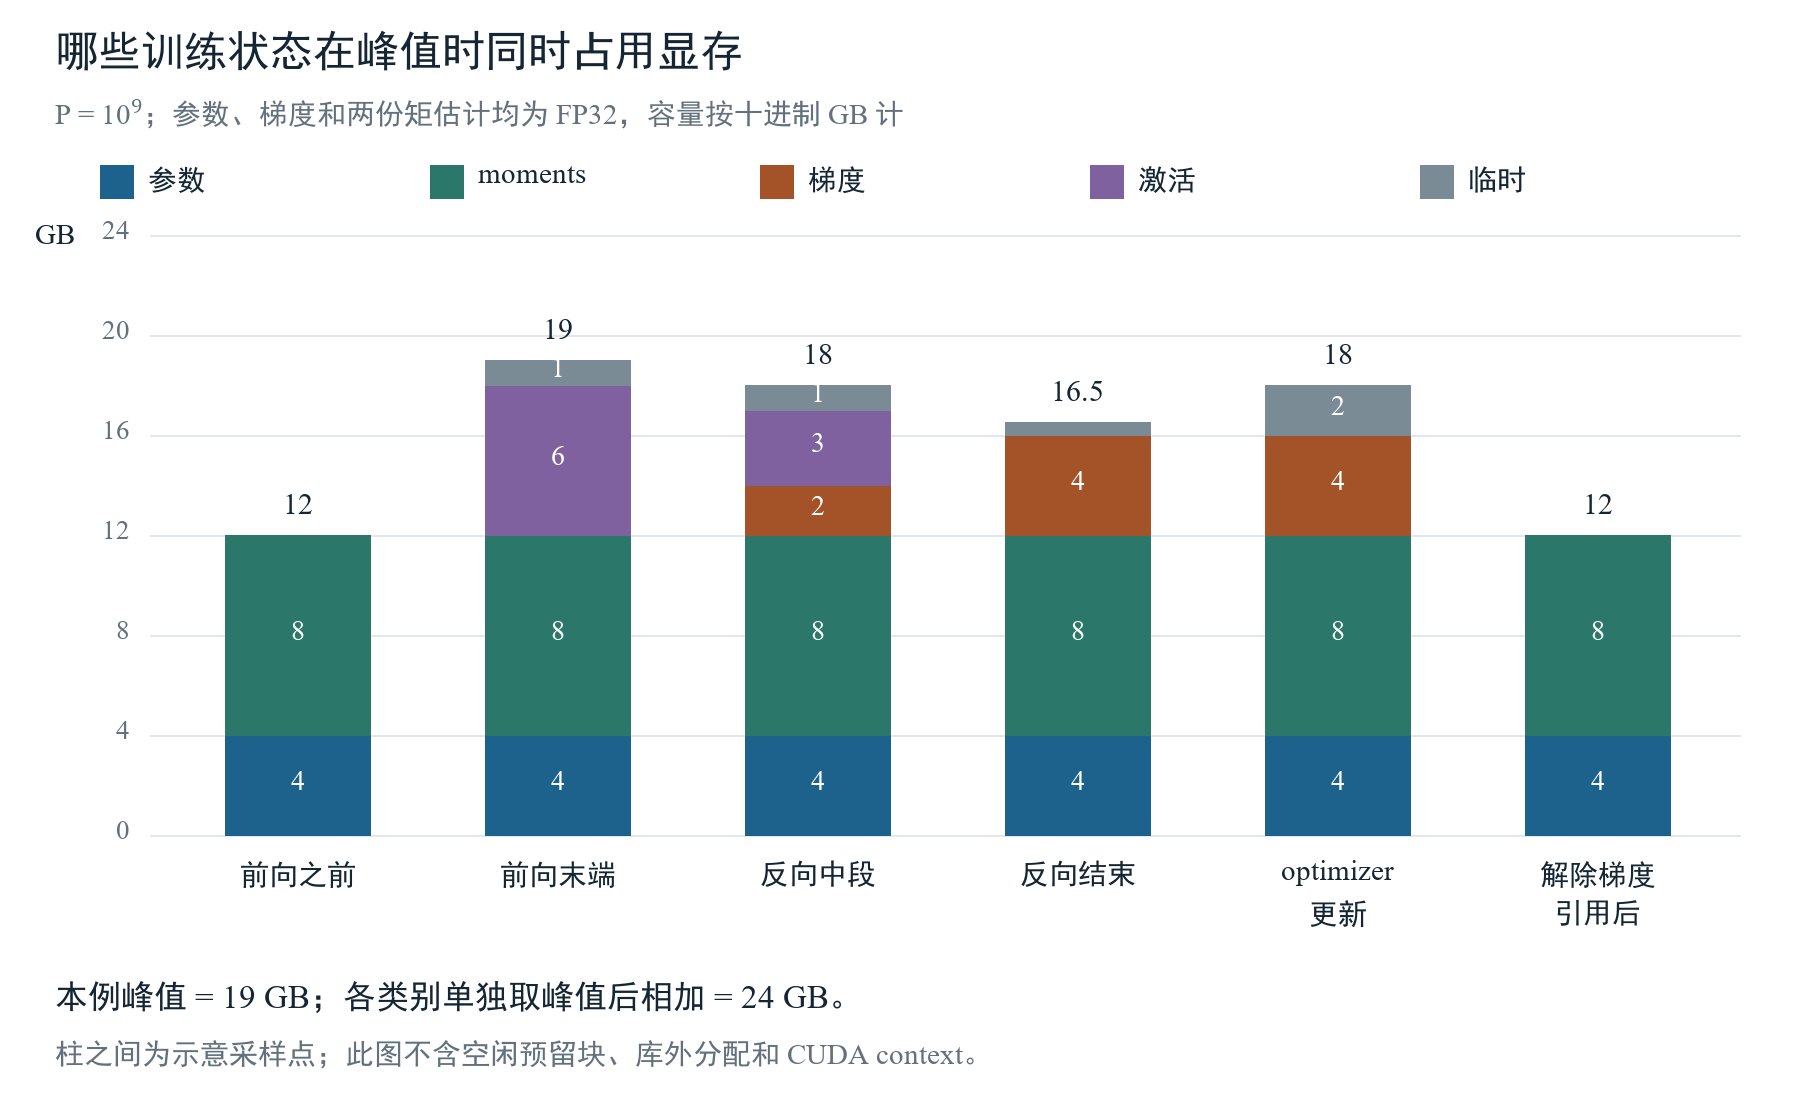 哪些训练状态在峰值时同时占用显存
P = 10⁹；参数、梯度和两份矩估计均为 FP32，容量按十进制 GB 计
参数 moments 梯度 激活 临时
GB
24
20
16
12
8
4
0
12
8
4
19
1
6
8
4
18
1
3
2
8
4
16.5
4
8
4
18
2
4
8
4
12
8
4
前向之前
前向末端
反向中段
反向结束
optimizer
更新
解除梯度
引用后
本例峰值 = 19 GB；各类别单独取峰值后相加 = 24 GB。
柱之间为示意采样点；此图不含空闲预留块、库外分配和 CUDA context。